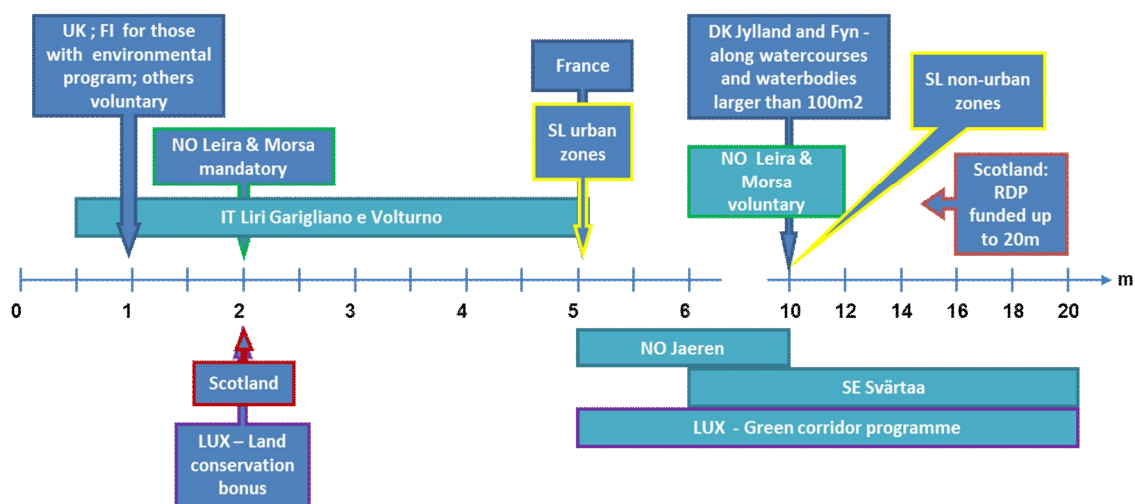 UK ; FI for those
with environmental
program; others
voluntary
NO Leira & Morsa
mandatory
IT Liri Garigliano e Volturno
France
SL urban
zones
DK Jylland and Fyn -
along watercourses
and waterbodies
larger than 100m2
NO Leira &
Morsa
voluntary
SL non-urban
zones
Scotland:
RDP
funded up
to 20m
0 1 2 3 4 5 6 10 12 14 16 18 20 m
Scotland
LUX – Land
conservation
bonus
NO Jaeren
SE Svärtaa
LUX - Green corridor programme